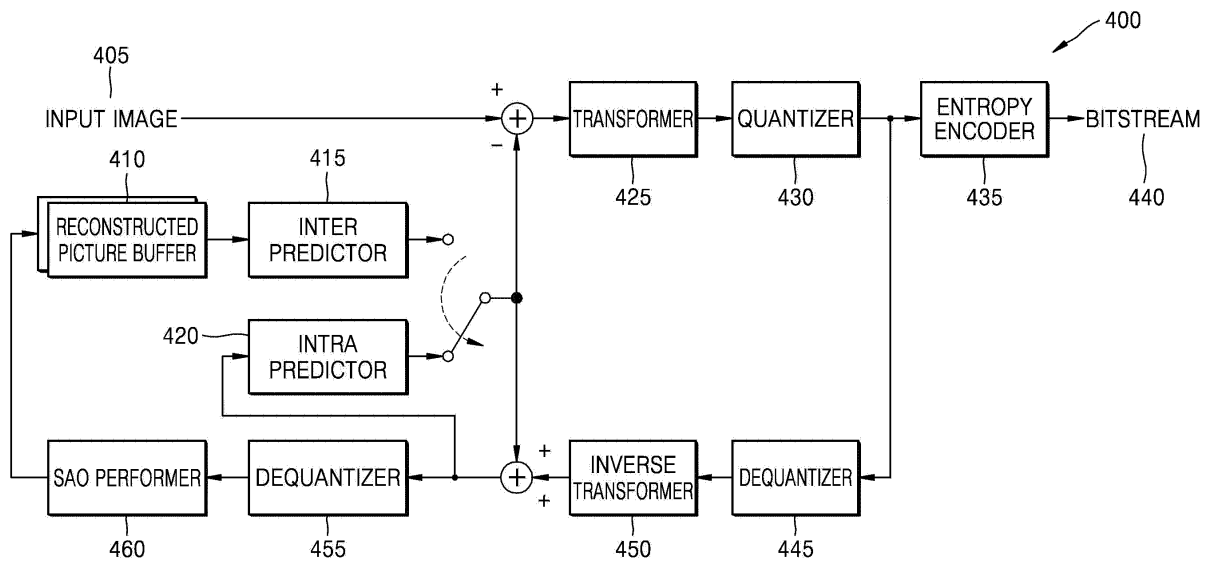 400
405
INPUT IMAGE
+
−
TRANSFORMER
QUANTIZER
ENTROPY
ENCODER
BITSTREAM
425
430
435
440
410
415
RECONSTRUCTED
PICTURE BUFFER
INTER
PREDICTOR
420
INTRA
PREDICTOR
SAO PERFORMER
DEQUANTIZER
+
+
INVERSE
TRANSFORMER
DEQUANTIZER
460
455
450
445